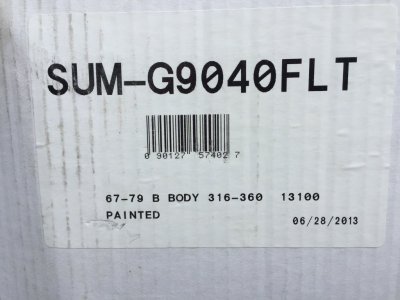 SUM-G9040FLT
0 90127 57402 7
67-79 B BODY 316-360 13100
PAINTED 06/28/2013